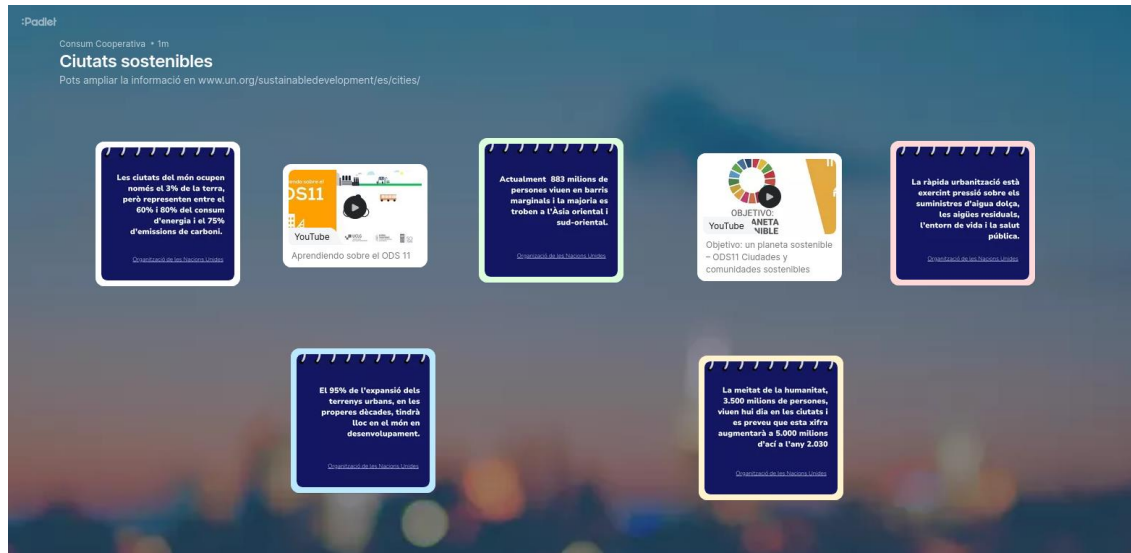 :Padlet
Consum Cooperativa • 1m
Ciutats sostenibles
Pots ampliar la informació en www.un.org/sustainabledevelopment/es/cities/
Les ciutats del món ocupen
només el 3% de la terra,
però representen entre el
60% i 80% del consum
d'energia i el 75%
d'emissions de carboni.
Organització de les Nacions Unides
ODS11
YouTube
Aprendiendo sobre el ODS 11
Actualment 883 milions de
persones viuen en barris
marginals i la majoria es
troben a l'Àsia oriental i
sud-oriental.
Organització de les Nacions Unides
OBJETIVO:
YouTube
Objetivo: un planeta sostenible
– ODS11 Ciudades y
comunidades sostenibles
La ràpida urbanització està
exercint pressió sobre els
suministres d'aigua dolça,
les aigües residuals,
l'entorn de vida i la salut
pública.
Organització de les Nacions Unides
El 95% de l'expansió dels
terrenys urbans, en les
properes dècades, tindrà
lloc en el món en
desenvolupament.
Organització de les Nacions Unides
La meitat de la humanitat,
3.500 milions de persones,
viuen hui dia en les ciutats i
es preveu que esta xifra
augmentarà a 5.000 milions
d'ací a l'any 2.030
Organització de les Nacions Unides